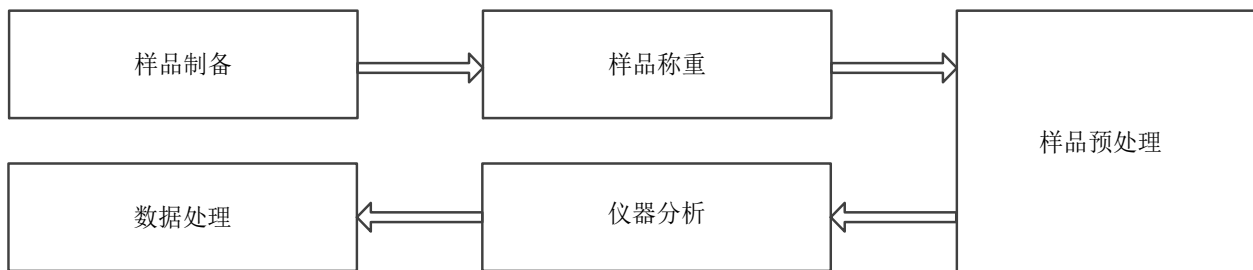 样品制备
样品称重
样品预处理
仪器分析
数据处理